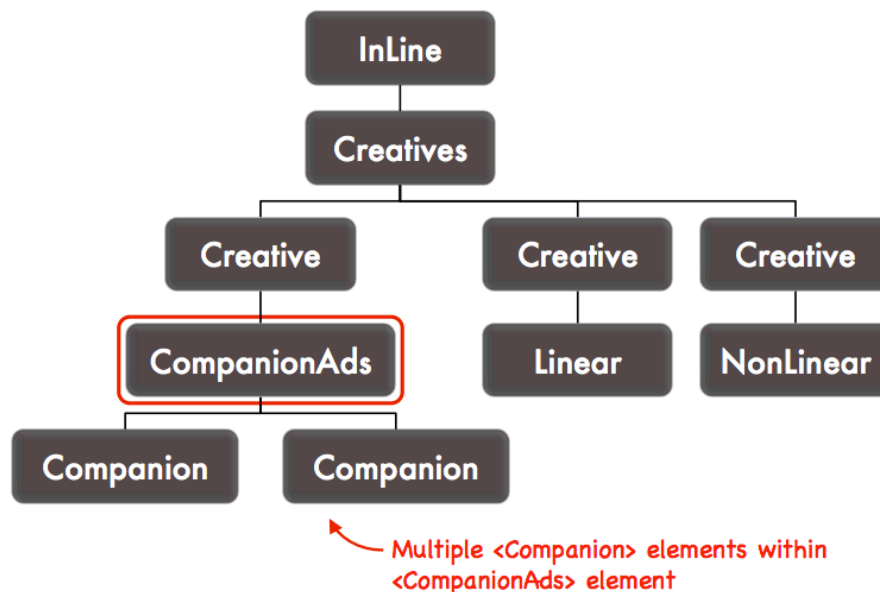 InLine
Creatives
Creative
Creative
Creative
CompanionAds
Linear
NonLinear
Companion
Companion
Multiple <Companion> elements within
<CompanionAds> element